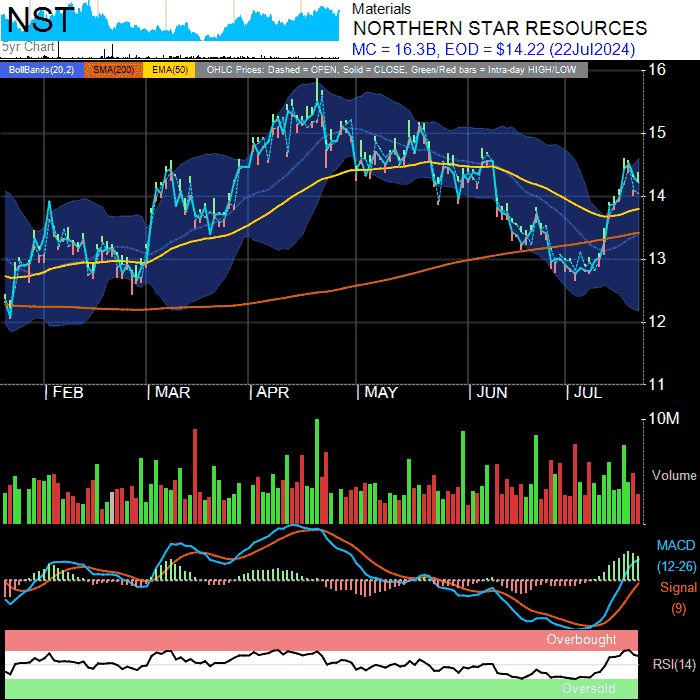 NST
5yr Chart
Materials
NORTHERN STAR RESOURCES
MC = 16.3B, EOD = $14.22 (22Jul2024)
BollBands(20,2) SMA(200) EMA(50) OHLC Prices: Dashed = OPEN, Solid = CLOSE, Green/Red bars = Intra-day HIGH/LOW
16
15
14
13
12
11
FEB MAR APR MAY JUN JUL
10M
Volume
MACD
(12-26)
Signal
(9)
Overbought
RSI(14)
Oversold